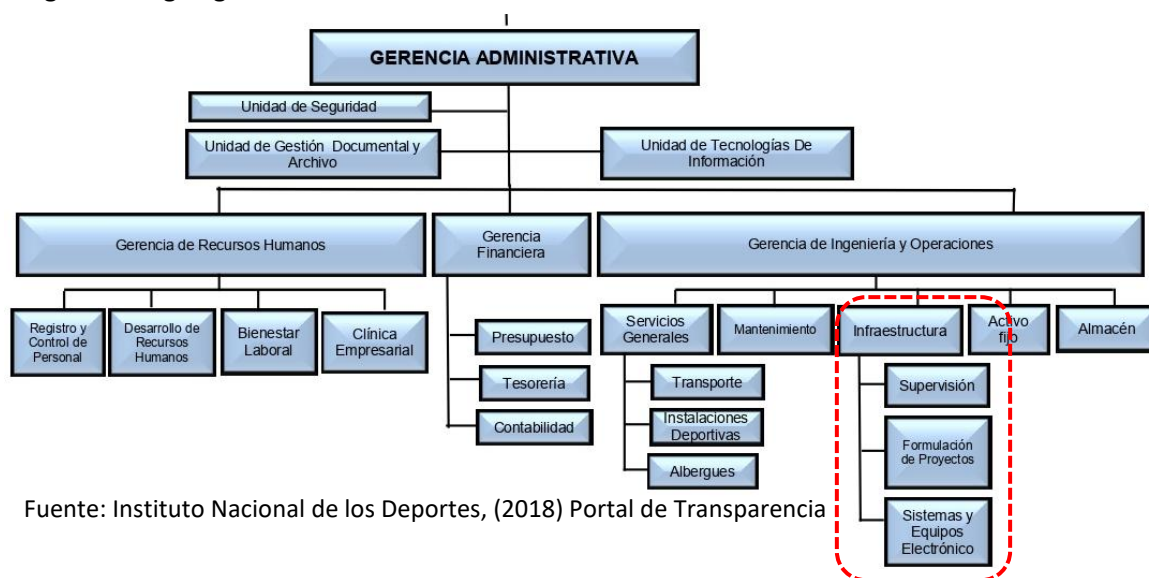 GERENCIA ADMINISTRATIVA
Unidad de Seguridad
Unidad de Gestión Documental y
Archivo
Unidad de Tecnologías De
Información
Gerencia de Recursos Humanos
Gerencia
Financiera
Gerencia de Ingeniería y Operaciones
Registro y
Control de
Personal
Desarrollo de
Recursos
Humanos
Bienestar
Laboral
Clínica
Empresarial
Presupuesto
Tesorería
Contabilidad
Servicios
Generales
Mantenimiento
Infraestructura
Activo
fijo
Almacén
Transporte
Instalaciones
Deportivas
Albergues
Supervisión
Formulación
de Proyectos
Sistemas y
Equipos
Electrónico
Fuente: Instituto Nacional de los Deportes, (2018) Portal de Transparencia